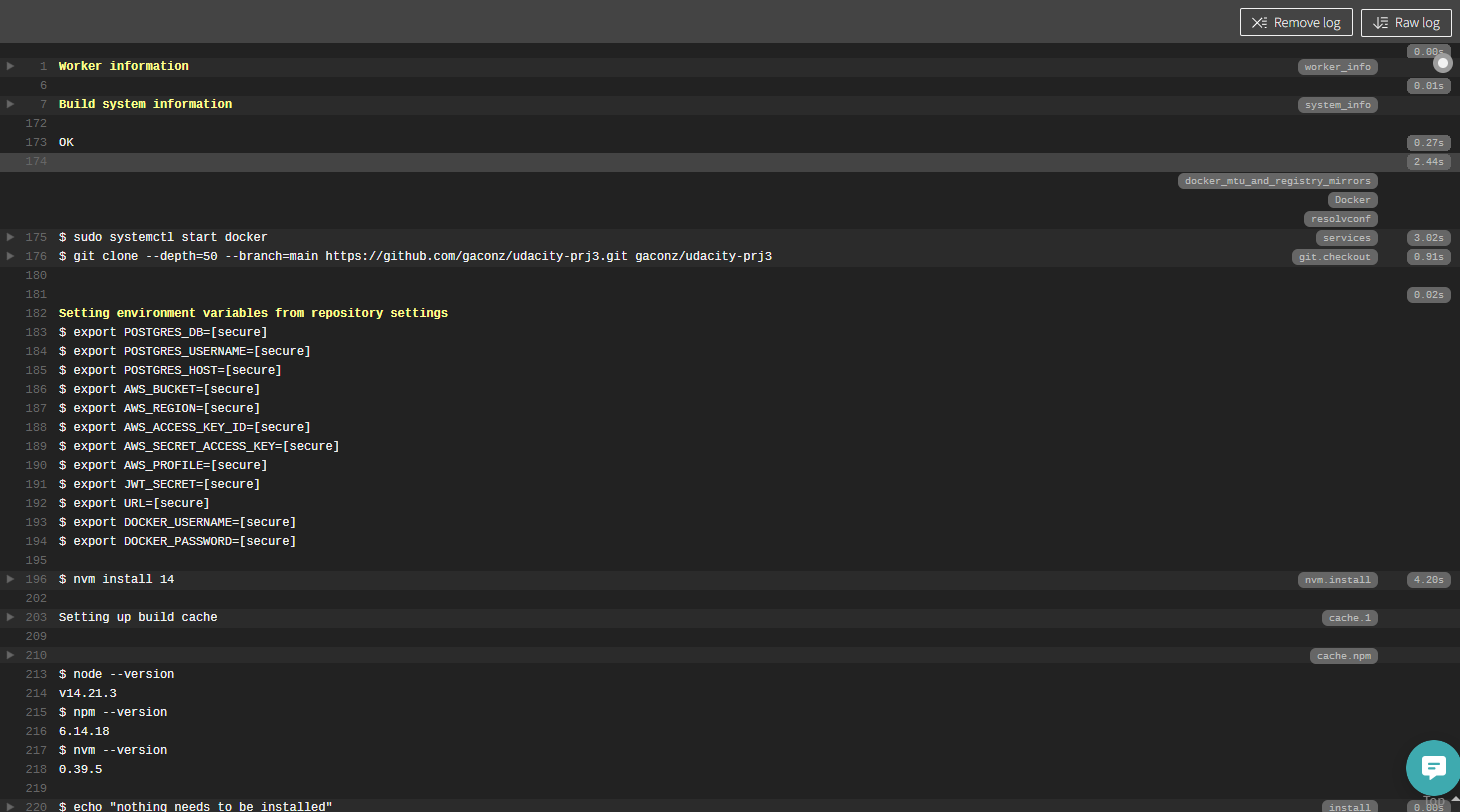 Remove log Raw log
0.00s
1 Worker information worker_info
6 0.01s
7 Build system information system_info
172
173 OK 0.27s
174 2.44s
docker_mtu_and_registry_mirrors
Docker
resolvconf
175 $ sudo systemctl start docker services 3.02s
176 $ git clone --depth=50 --branch=main https://github.com/gaconz/udacity-prj3.git gaconz/udacity-prj3 git.checkout 0.91s
180
181 0.02s
182 Setting environment variables from repository settings
183 $ export POSTGRES_DB=[secure]
184 $ export POSTGRES_USERNAME=[secure]
185 $ export POSTGRES_HOST=[secure]
186 $ export AWS_BUCKET=[secure]
187 $ export AWS_REGION=[secure]
188 $ export AWS_ACCESS_KEY_ID=[secure]
189 $ export AWS_SECRET_ACCESS_KEY=[secure]
190 $ export AWS_PROFILE=[secure]
191 $ export JWT_SECRET=[secure]
192 $ export URL=[secure]
193 $ export DOCKER_USERNAME=[secure]
194 $ export DOCKER_PASSWORD=[secure]
195
196 $ nvm install 14 nvm.install 4.20s
202
203 Setting up build cache cache.1
209
210 cache.npm
213 $ node --version
214 v14.21.3
215 $ npm --version
216 6.14.18
217 $ nvm --version
218 0.39.5
219
220 $ echo "nothing needs to be installed" install 0.00s
Top